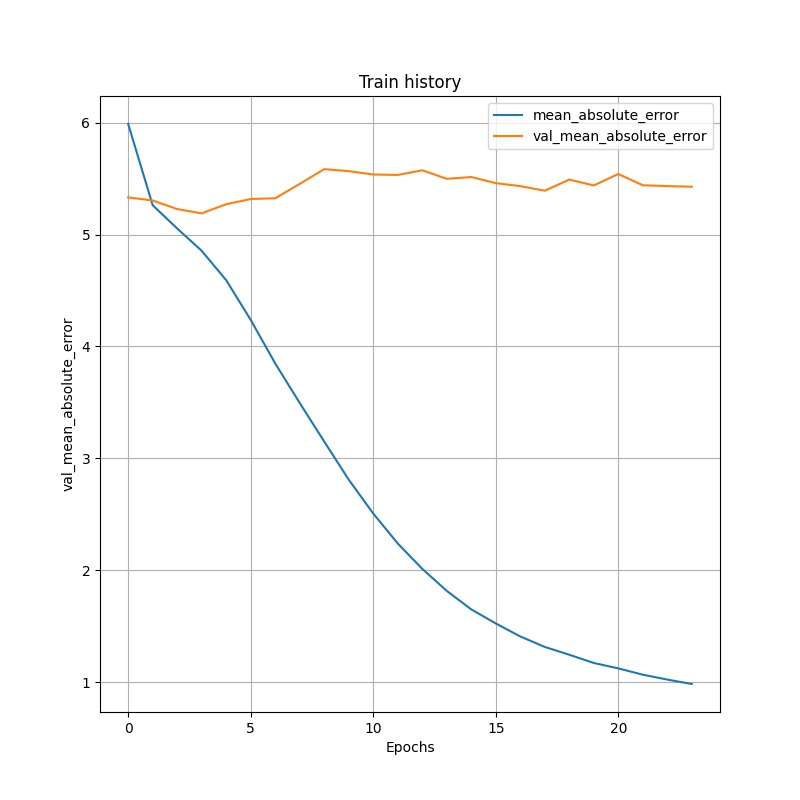 Train history
mean_absolute_error
val_mean_absolute_error
6
5
4
3
2
1
val_mean_absolute_error
0
5
10
15
20
Epochs